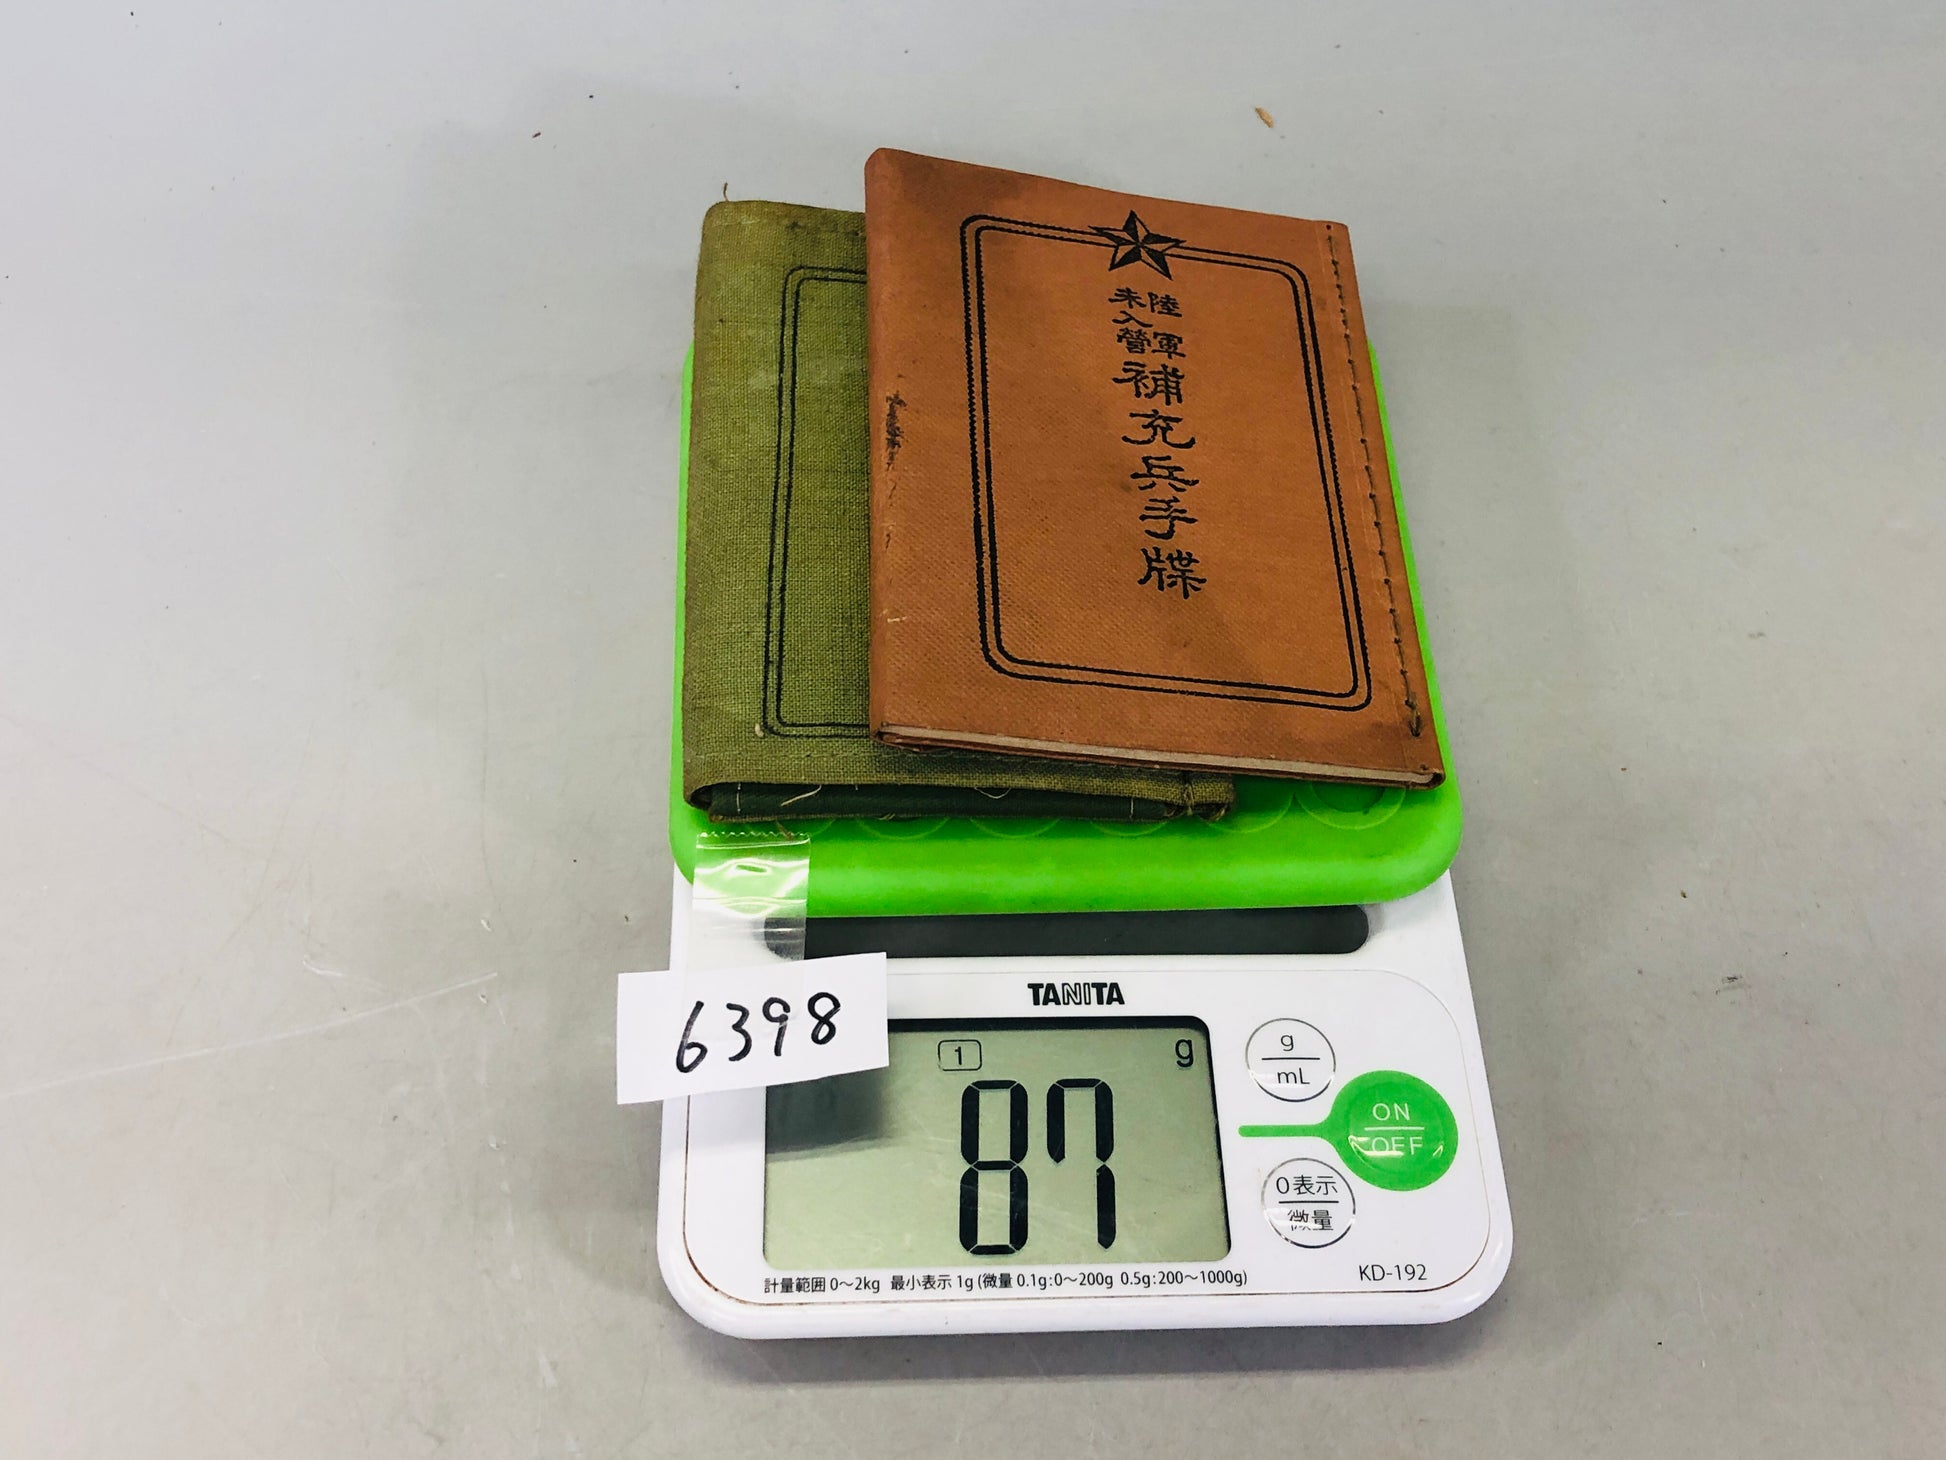 陸軍
未入營
補充兵手牒
6398
TANITA
1 g
87
g
mL
ON
OFF
0表示
微量
計量範囲 0〜2kg 最小表示 1g (微量 0.1g:0〜200g 0.5g:200〜1000g)
KD-192